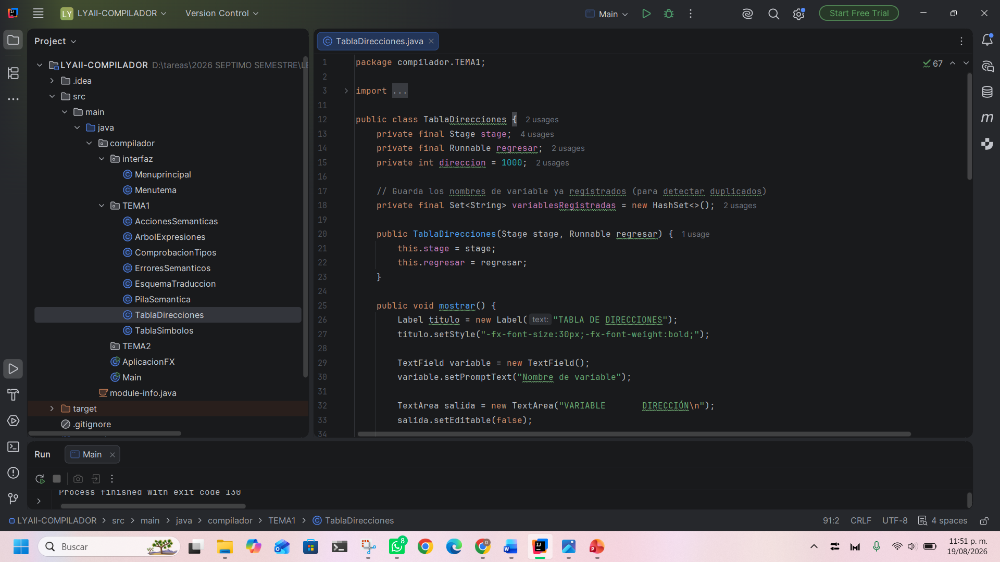 LY LYAII-COMPILADOR Version Control Main Start Free Trial
Project
LYAII-COMPILADOR D:\tareas\2026 SEPTIMO SEMESTRE\LE
.idea
src
main
java
compilador
interfaz
Menuprincipal
Menutema
TEMA1
AccionesSemanticas
ArbolExpresiones
ComprobacionTipos
ErroresSemanticos
EsquemaTraduccion
PilaSemantica
TablaDirecciones
TablaSimbolos
TEMA2
AplicacionFX
Main
module-info.java
target
.gitignore
TablaDirecciones.java
67
1 package compilador.TEMA1;
2
3 import ...
11
12 public class TablaDirecciones { 2 usages
13 private final Stage stage; 4 usages
14 private final Runnable regresar; 2 usages
15 private int direccion = 1000; 2 usages
16
17 // Guarda los nombres de variable ya registrados (para detectar duplicados)
18 private final Set<String> variablesRegistradas = new HashSet<>(); 2 usages
19
20 public TablaDirecciones(Stage stage, Runnable regresar) { 1 usage
21 this.stage = stage;
22 this.regresar = regresar;
23 }
24
25 public void mostrar() {
26 Label titulo = new Label( text: "TABLA DE DIRECCIONES");
27 titulo.setStyle("-fx-font-size:30px;-fx-font-weight:bold;");
28
29 TextField variable = new TextField();
30 variable.setPromptText("Nombre de variable");
31
32 TextArea salida = new TextArea("VARIABLE       DIRECCIÓN\n");
33 salida.setEditable(false);
34
Run Main
Process finished with exit code 130
LYAII-COMPILADOR > src > main > java > compilador > TEMA1 > TablaDirecciones 91:2 CRLF UTF-8 4 spaces
Buscar
8
11:51 p. m.
19/08/2026